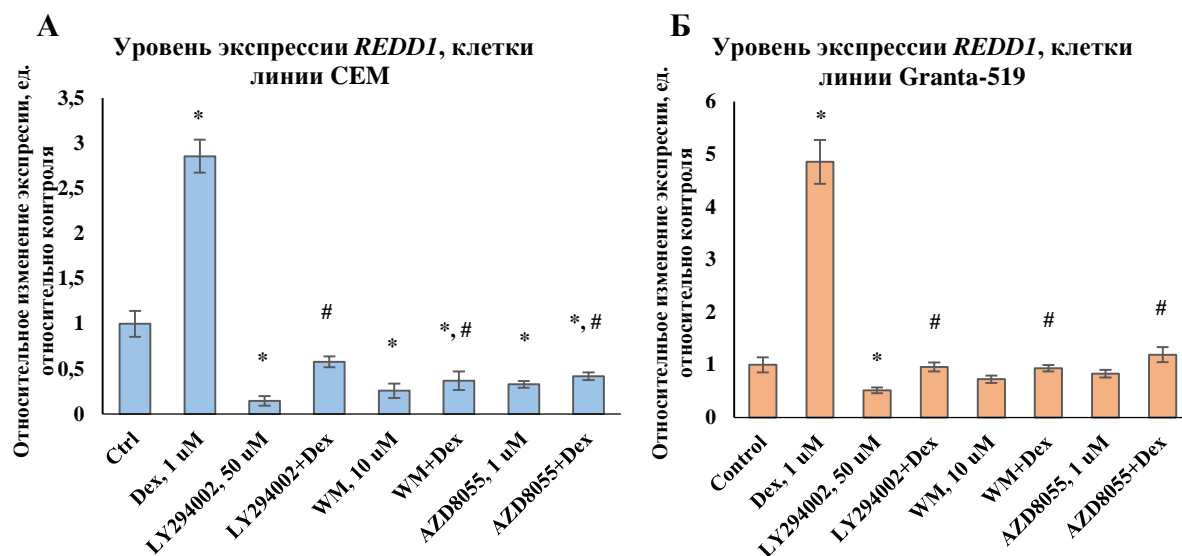 А
Уровень экспрессии REDD1, клетки
линии CEM
Относительное изменение экспрессии, ед.
относительно контроля
3,5
3
2,5
2
1,5
1
0,5
0
*
*
#
*
*, #
*
*, #
Ctrl
Dex, 1 uM
LY294002, 50 uM
LY294002+Dex
WM, 10 uM
WM+Dex
AZD8055, 1 uM
AZD8055+Dex
Б
Уровень экспрессии REDD1, клетки
линии Granta-519
Относителньое изменение экспресии, ед.
относительно контроля
6
5
4
3
2
1
0
*
*
#
#
#
Control
Dex, 1 uM
LY294002, 50 uM
LY294002+Dex
WM, 10 uM
WM+Dex
AZD8055, 1 uM
AZD8055+Dex